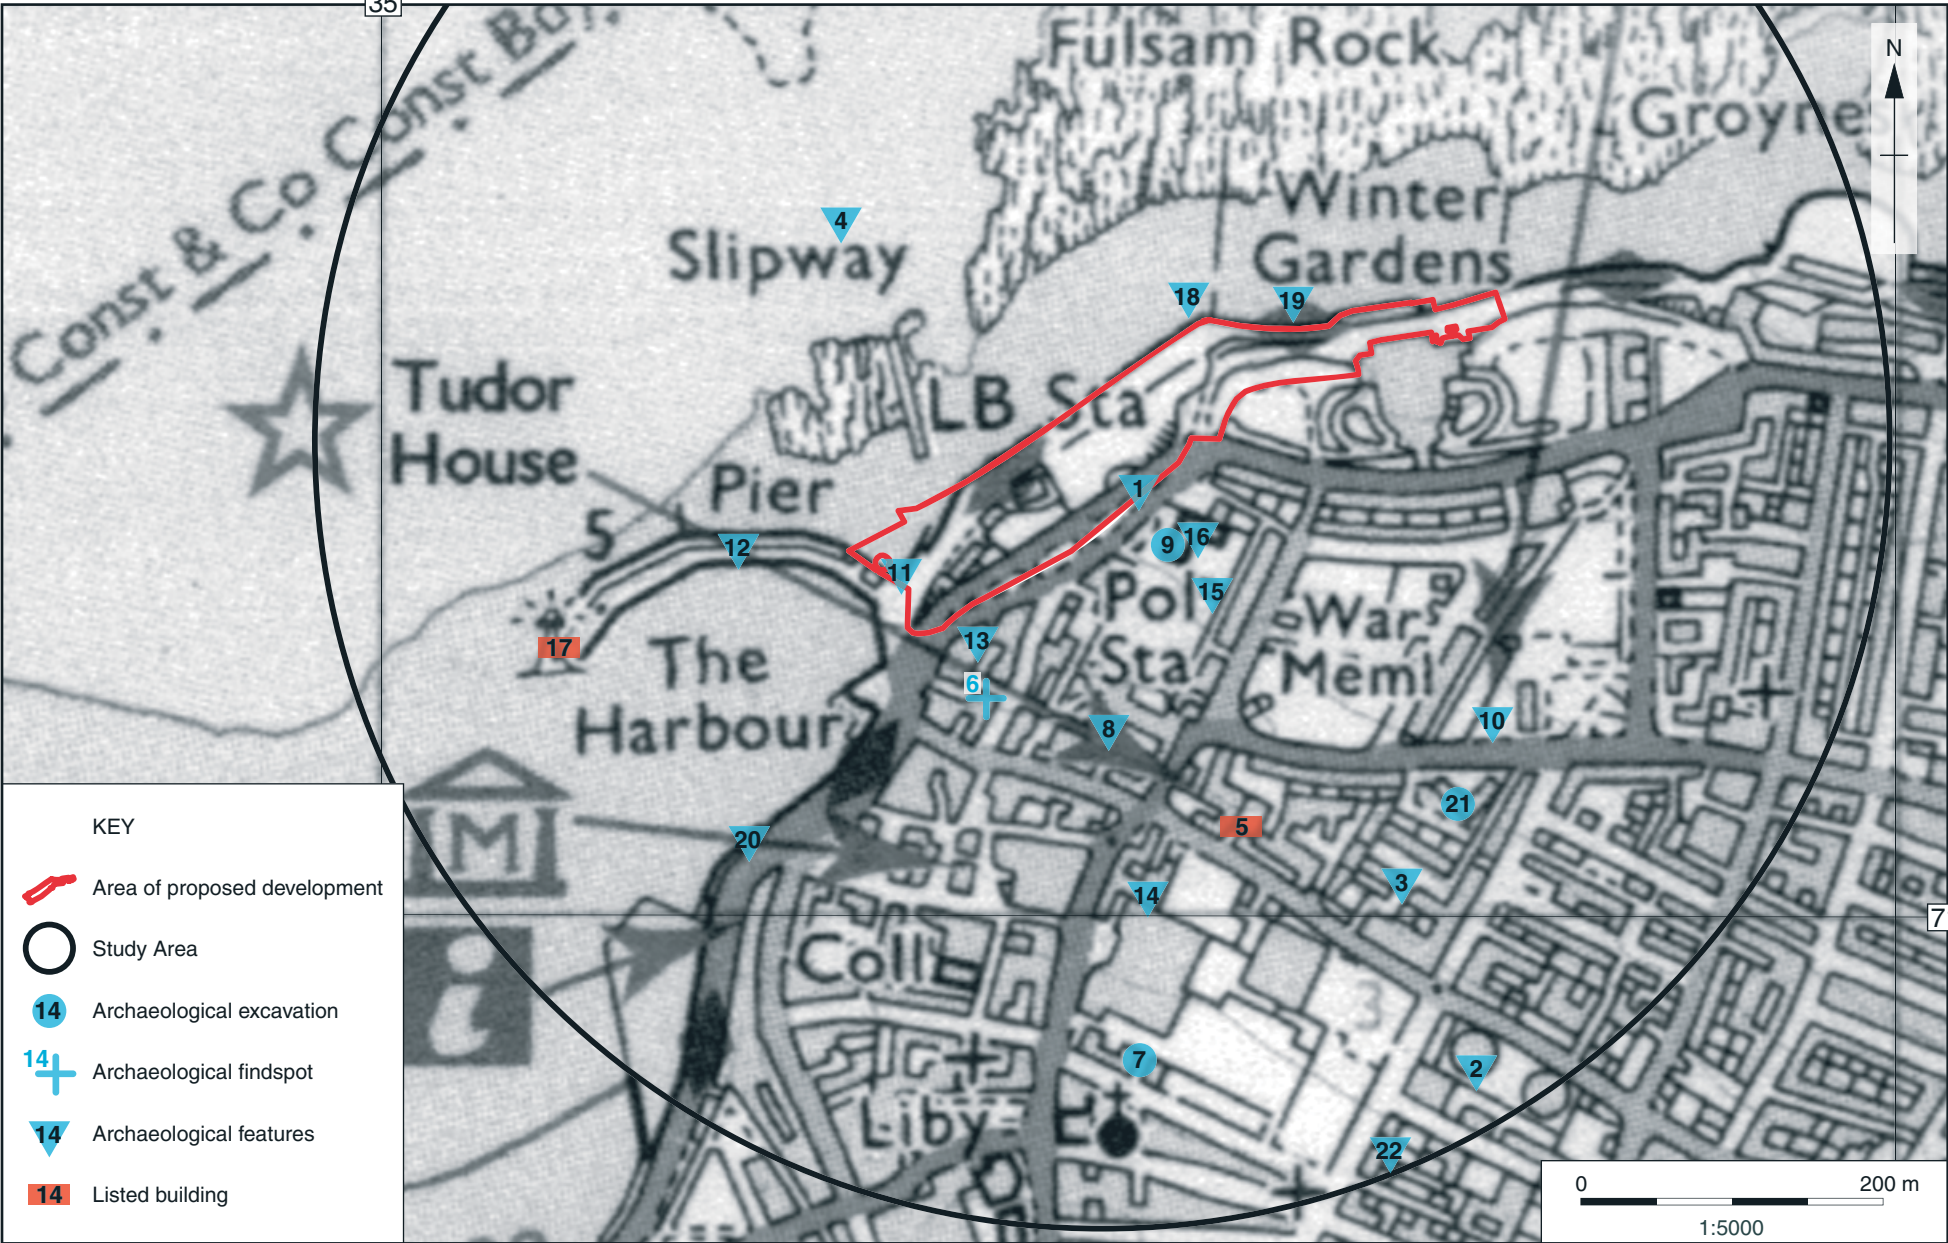 35
Const & Co Const Bdy
Fulsam Rock
Groynes
N
4
Slipway
Winter
Gardens
18
19
Tudor
House
LB Sta
Pier
5
12
11
1
9
16
15
Pol
Sta
War
Meml
17
The
Harbour
13
6
8
10
21
5
20
M
14
3
7
Coll
i
3
7
2
Liby
22
KEY
Area of proposed development
Study Area
14 Archaeological excavation
14 Archaeological findspot
14 Archaeological features
14 Listed building
0 200 m
1:5000